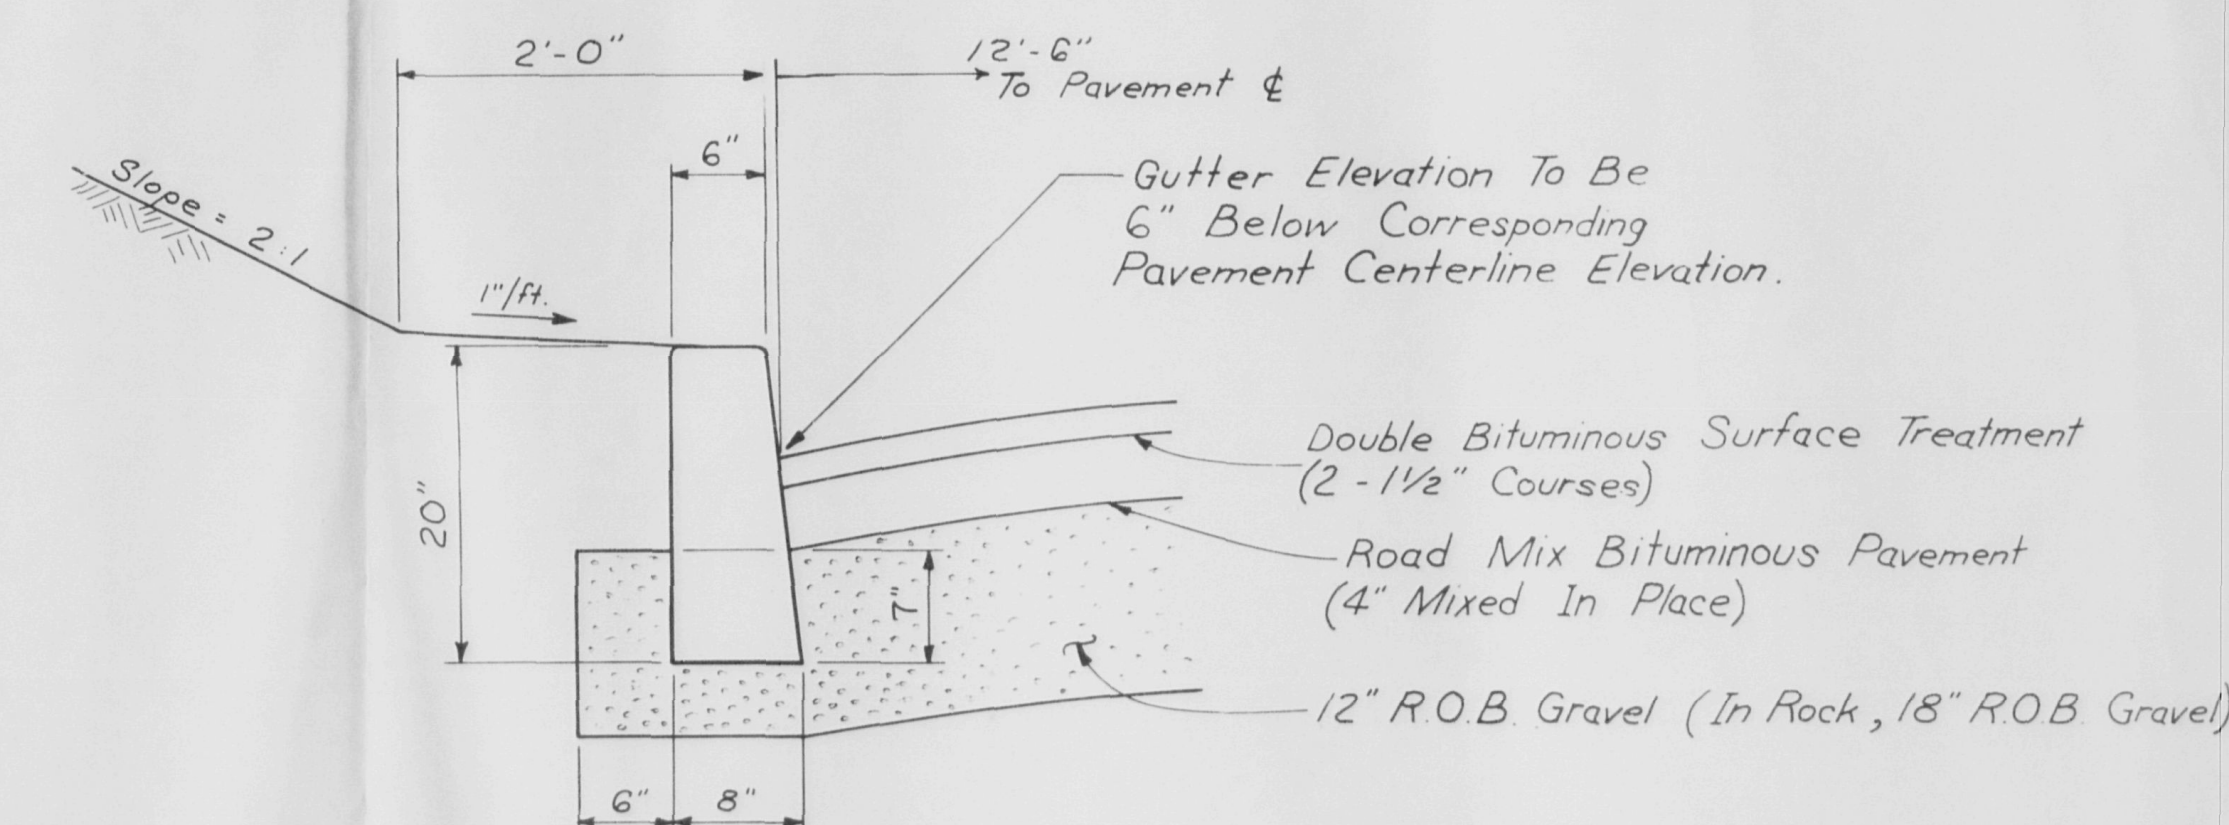 2'-0"
12'-6"
To Pavement ℄
6"
Slope = 2:1
Gutter Elevation To Be
6" Below Corresponding
Pavement Centerline Elevation.
1"/ft.
Double Bituminous Surface Treatment
(2 - 1½" Courses)
20"
Road Mix Bituminous Pavement
(4" Mixed In Place)
7"
12" R.O.B. Gravel (In Rock, 18" R.O.B. Gravel)
6"
8"